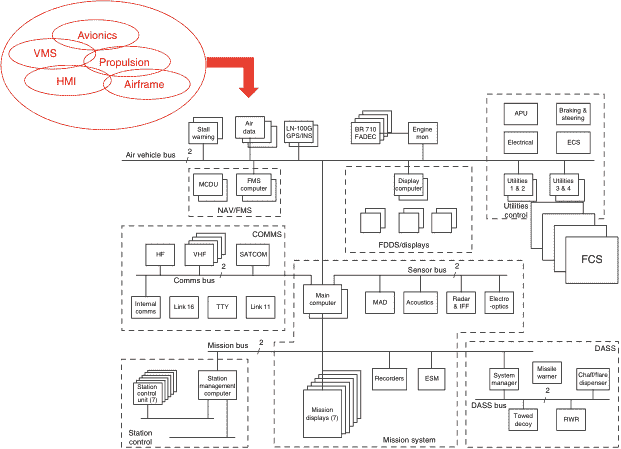 Avionics
VMS
Propulsion
HMI
Airframe
Stall
warning
Air
data
LN-100G
GPS/INS
BR 710
FADEC
Engine
mon.
APU
Braking &
steering
Electrical
ECS
Air vehicle bus
2
MCDU
FMS
computer
NAV/FMS
Display
computer
Utilities
1 & 2
Utilities
3 & 4
Utilities
control
FDDS/displays
FCS
COMMS
HF
VHF
SATCOM
2
Comms bus
Internal
comms
Link 16
TTY
Link 11
Main
computer
Sensor bus
2
MAD
Acoustics
Radar
& IFF
Electro
-optics
Mission bus
2
Station
control
unit (7)
Station
management
computer
Station
control
Mission
displays (7)
Recorders
ESM
Mission system
DASS
System
manager
Missile
warner
Chaff/flare
dispenser
DASS bus
2
Towed
decoy
RWR